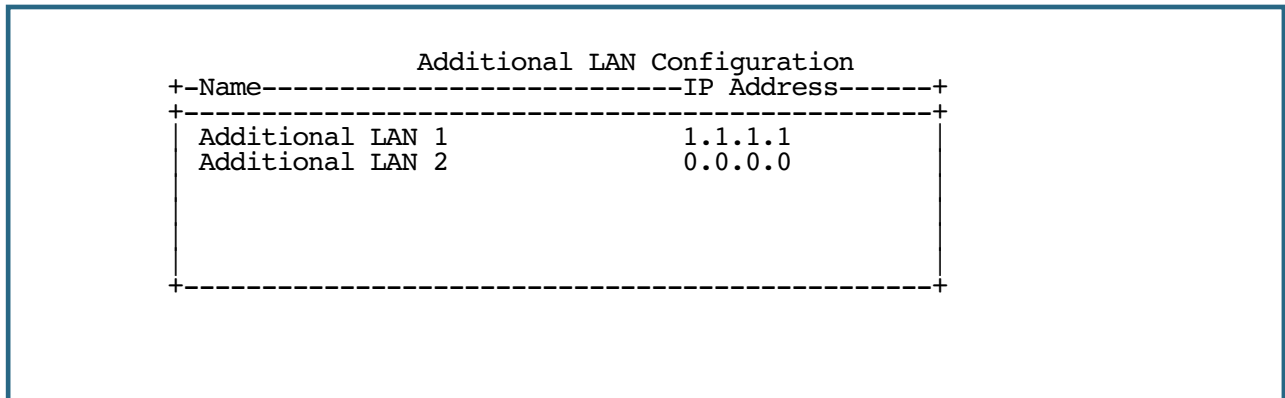 Additional LAN Configuration
+-Name---------------------------IP Address------+
+------------------------------------------------+
| Additional LAN 1 1.1.1.1 |
| Additional LAN 2 0.0.0.0 |
| |
| |
| |
| |
+------------------------------------------------+